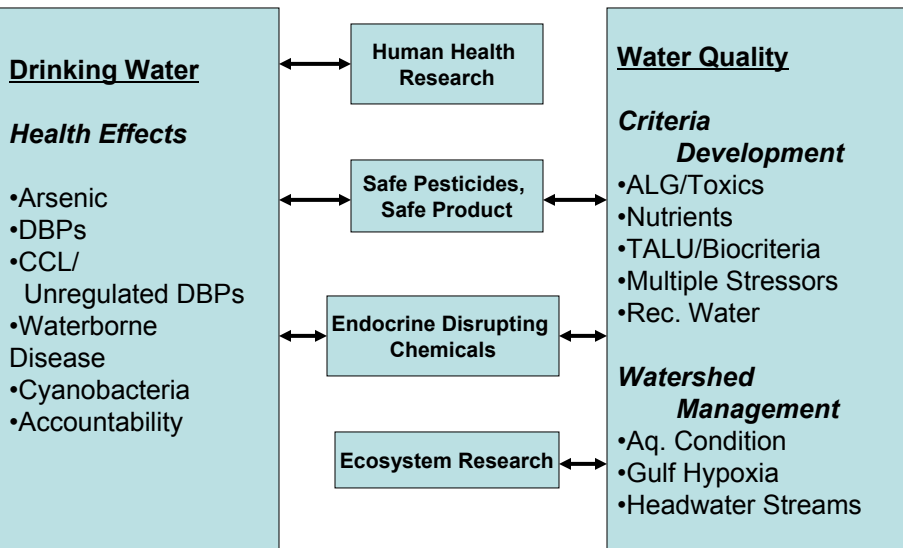 Drinking Water
Health Effects
•Arsenic
•DBPs
•CCL/
Unregulated DBPs
•Waterborne
Disease
•Cyanobacteria
•Accountability
Human Health
Research
Safe Pesticides,
Safe Product
Endocrine Disrupting
Chemicals
Ecosystem Research
Water Quality
Criteria
Development
•ALG/Toxics
•Nutrients
•TALU/Biocriteria
•Multiple Stressors
•Rec. Water
Watershed
Management
•Aq. Condition
•Gulf Hypoxia
•Headwater Streams